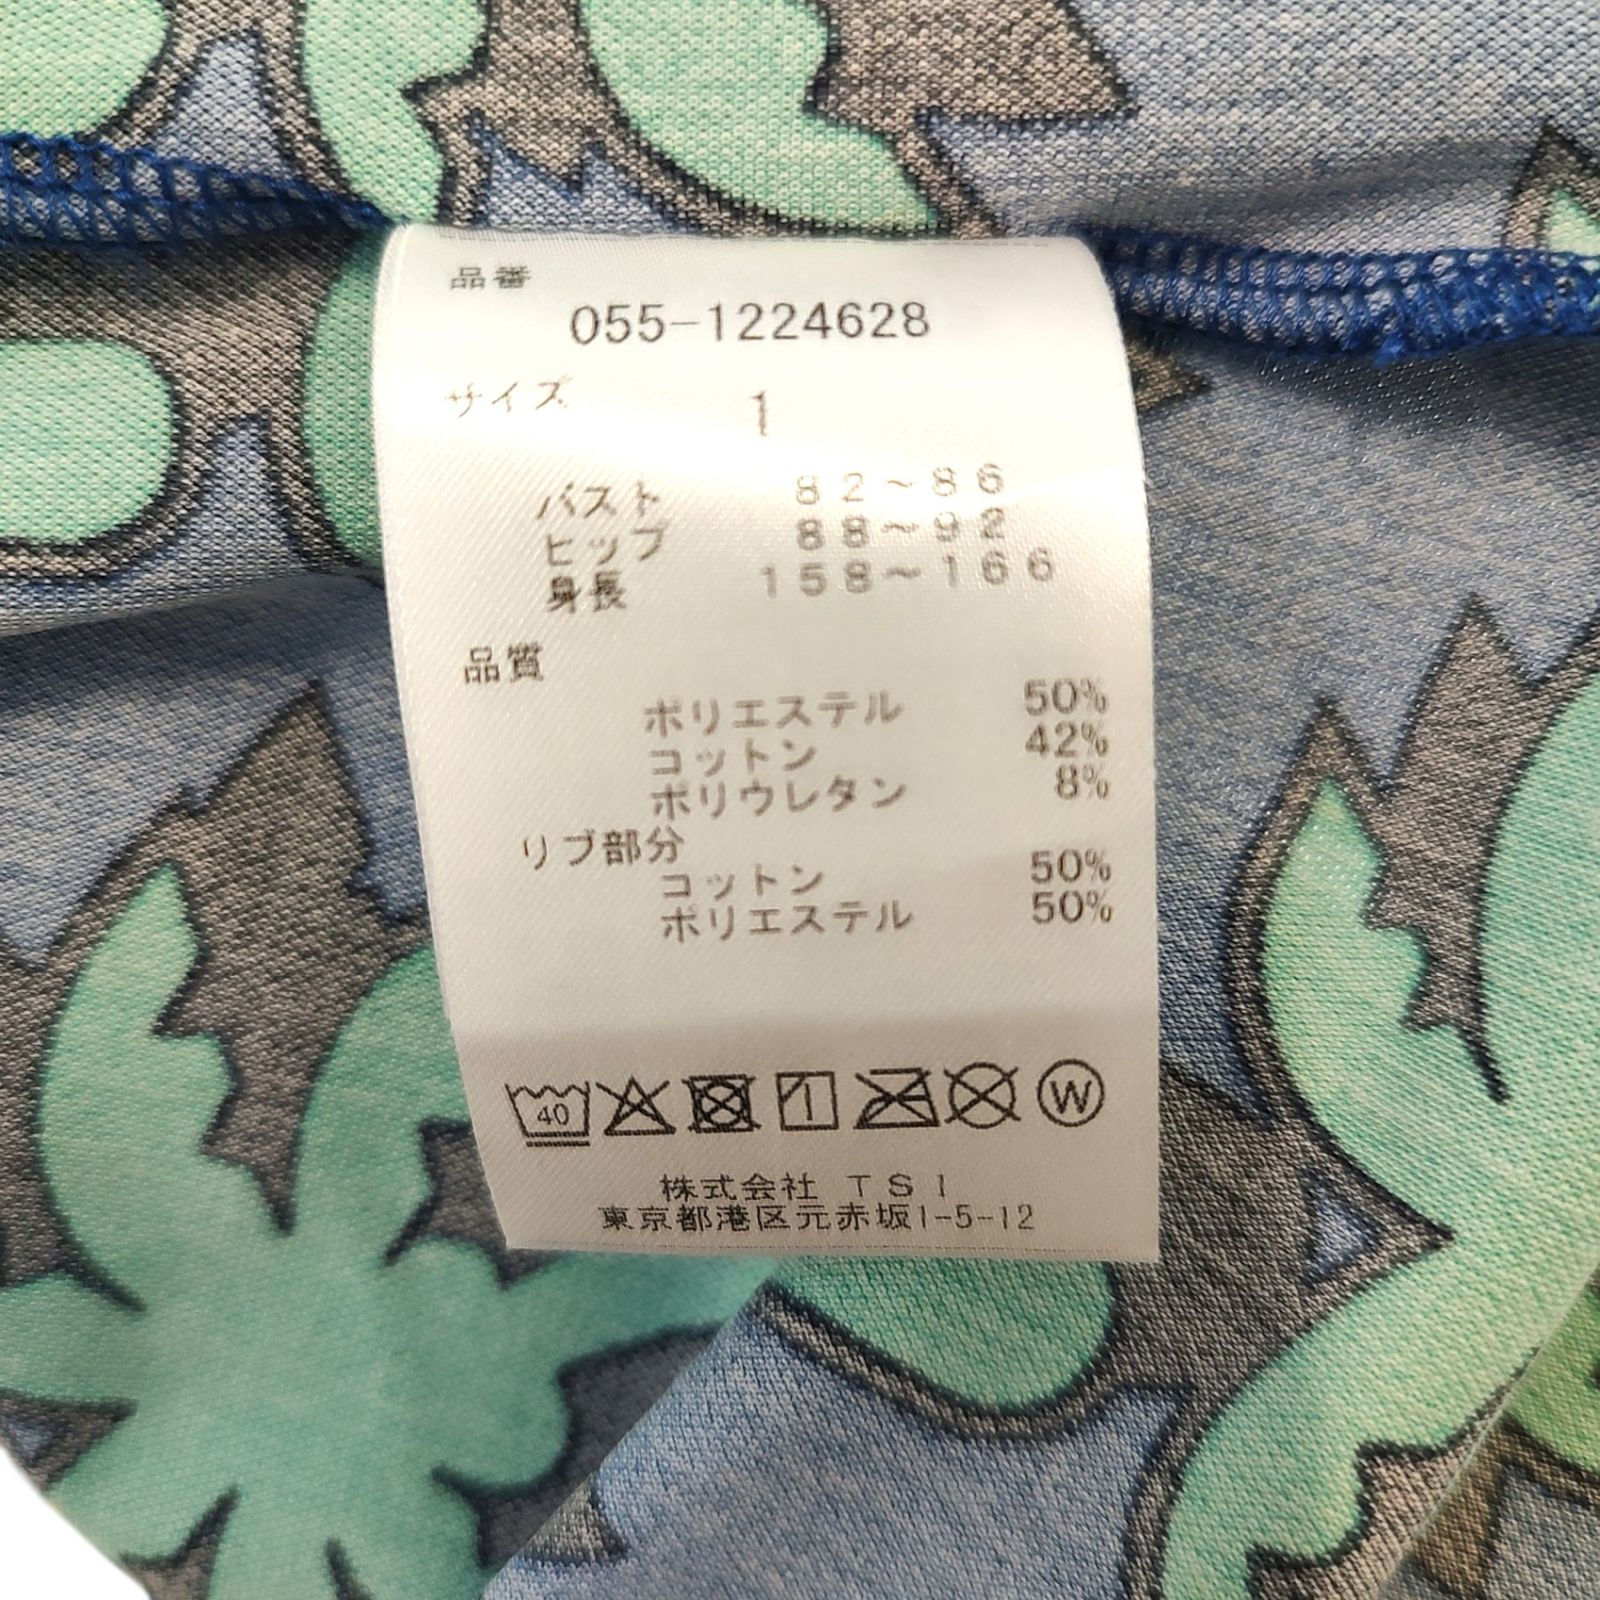 品番
055-1224628
サイズ 1
バスト 82~86
ヒップ 88~92
身長 158~166
品質
ポリエステル 50%
コットン 42%
ポリウレタン 8%
リブ部分
コットン 50%
ポリエステル 50%
40 W
株式会社 TSI
東京都港区元赤坂1-5-12